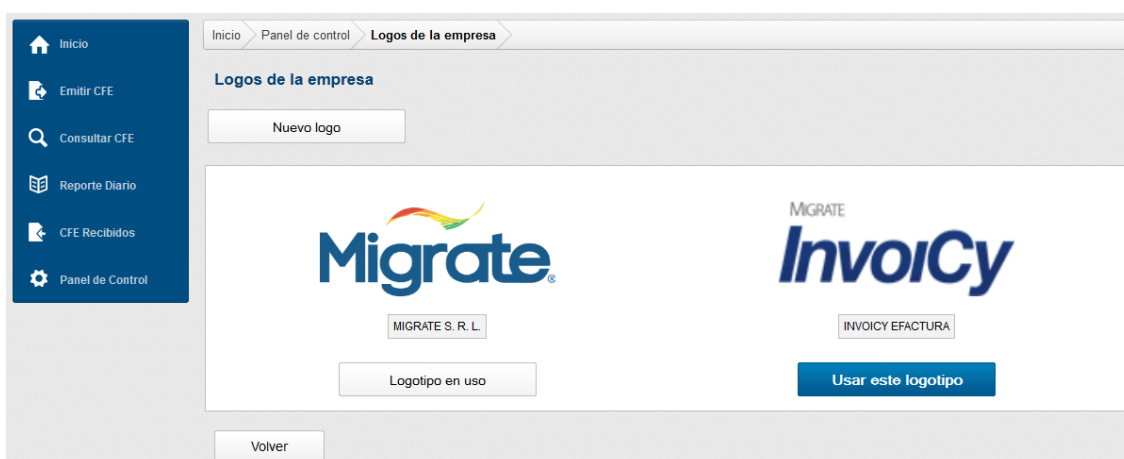 Inicio
Emitir CFE
Consultar CFE
Reporte Diario
CFE Recibidos
Panel de Control
Inicio Panel de control Logos de la empresa
Logos de la empresa
Nuevo logo
Migrate®
MIGRATE S. R. L.
Logotipo en uso
MIGRATE
InvoiCy
INVOICY EFACTURA
Usar este logotipo
Volver